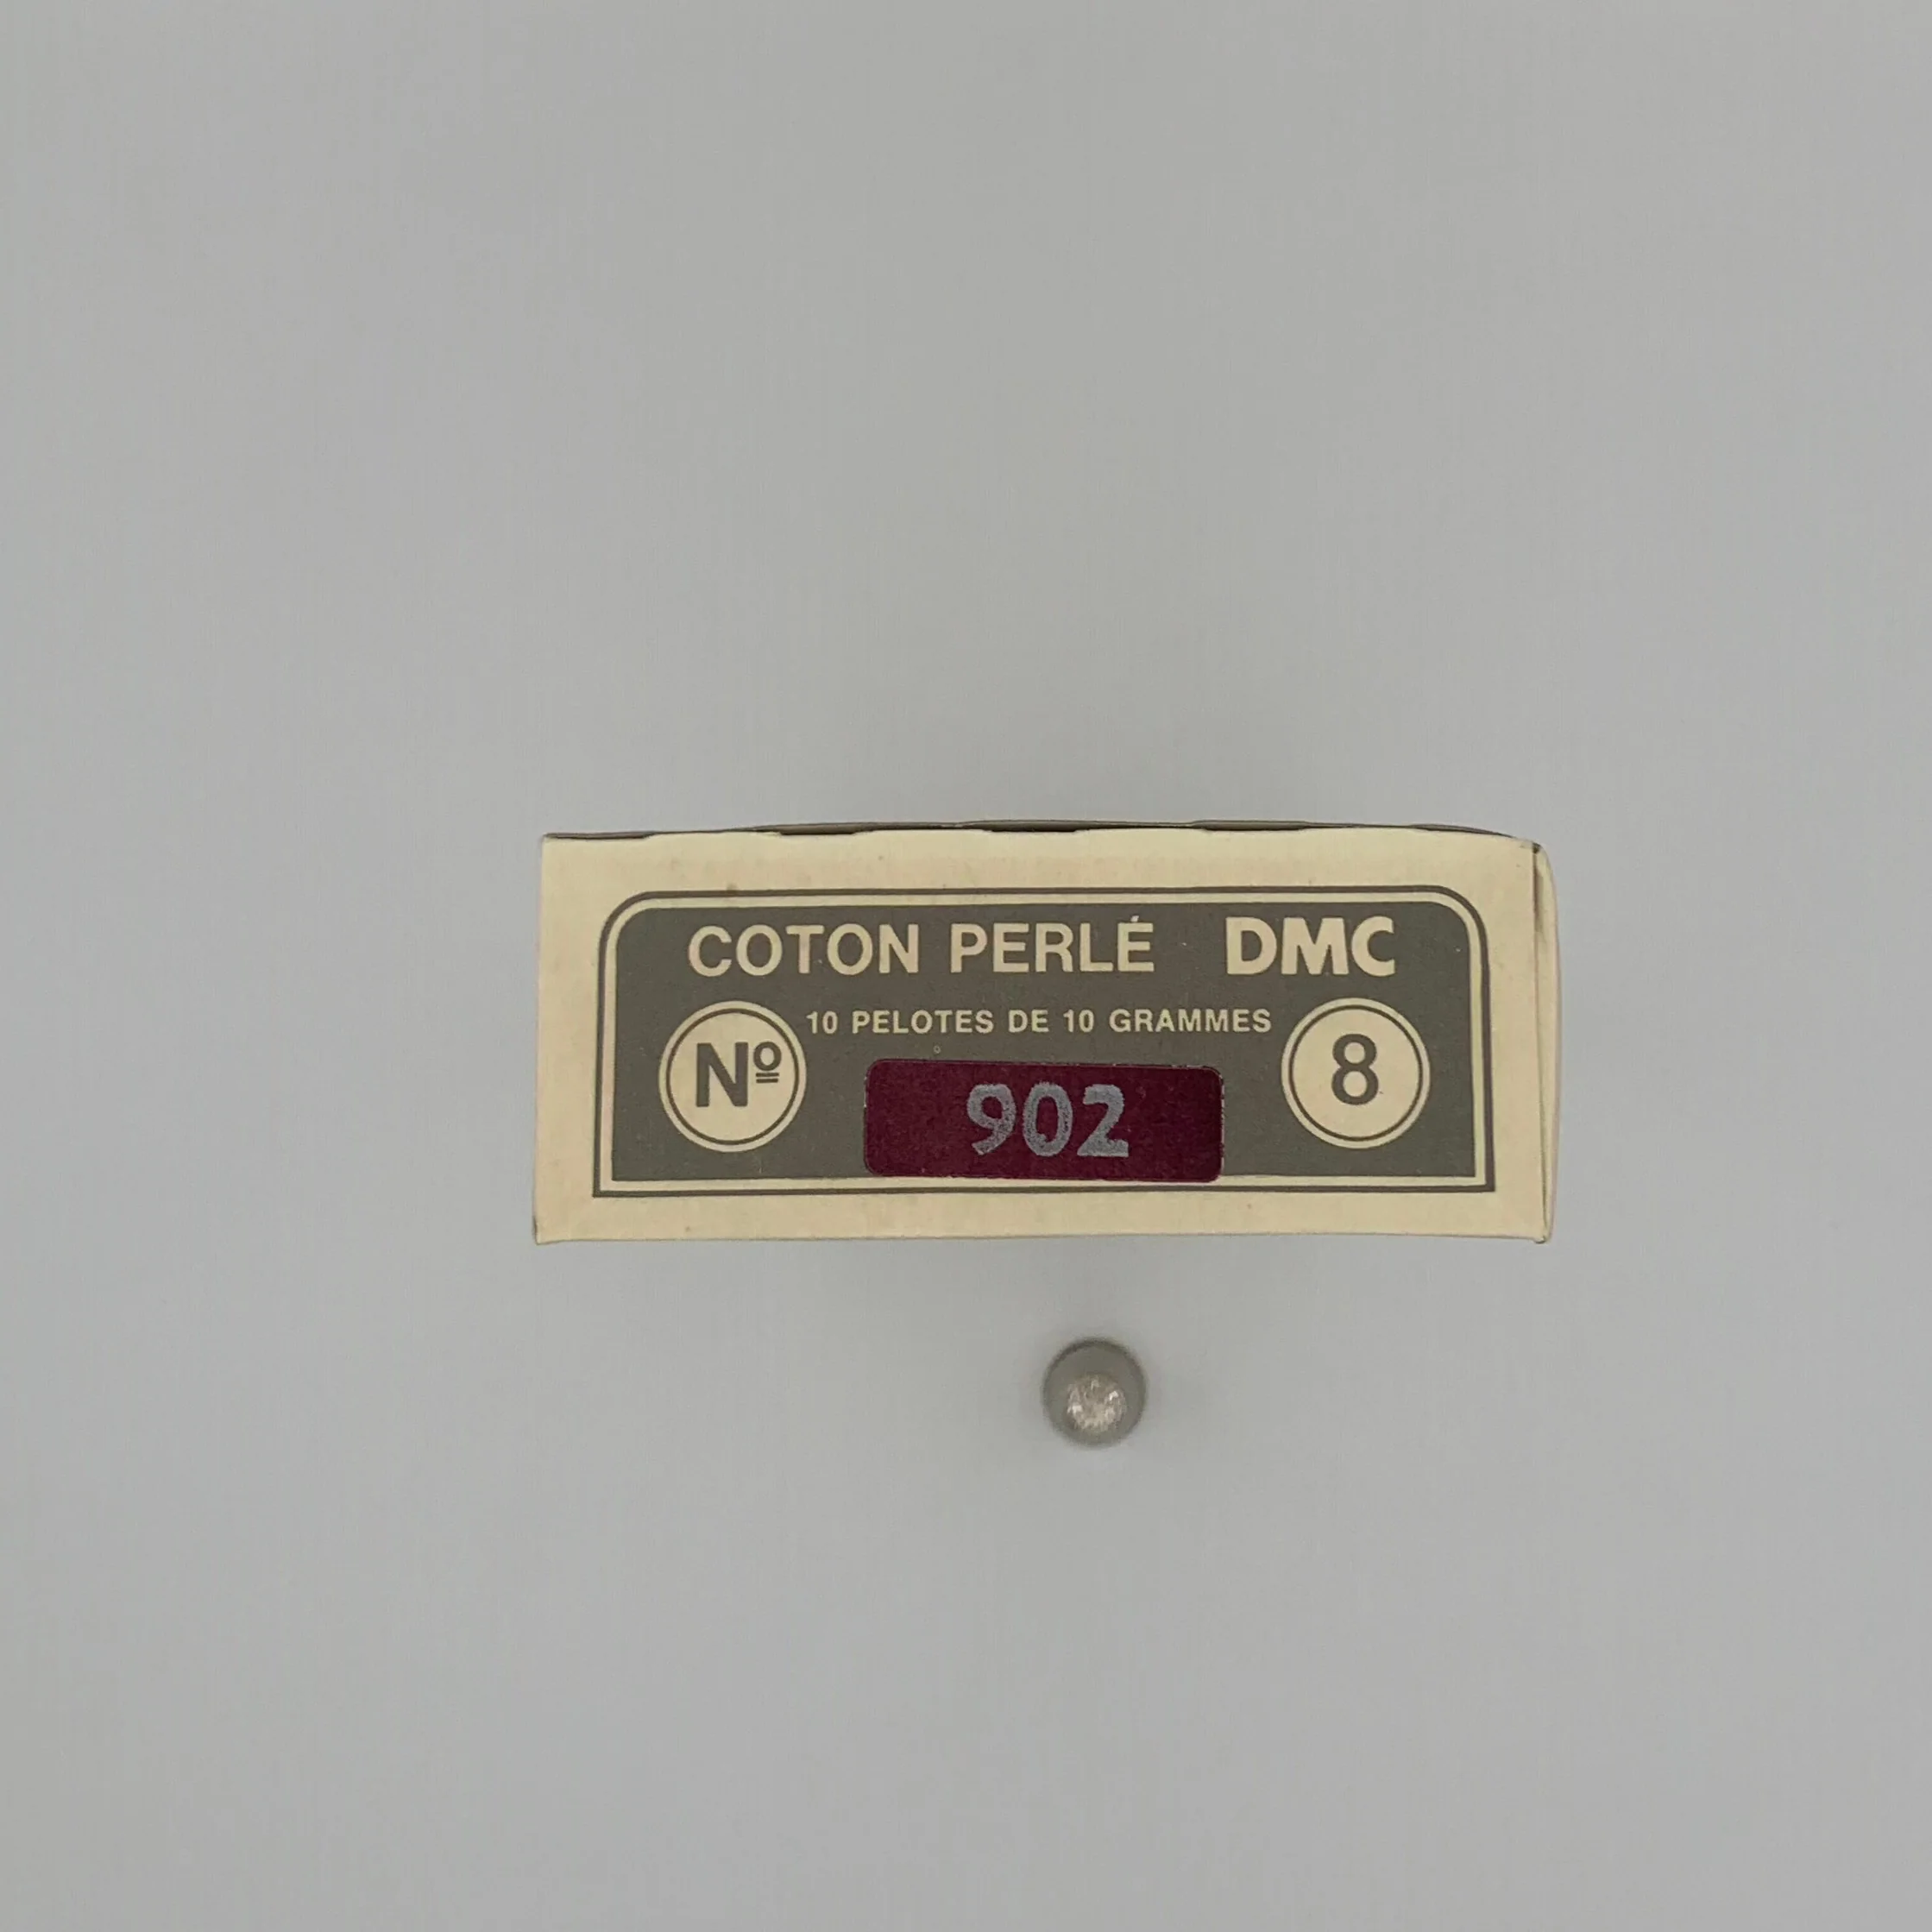 COTON PERLÉ DMC
10 PELOTES DE 10 GRAMMES
Nº 8
902